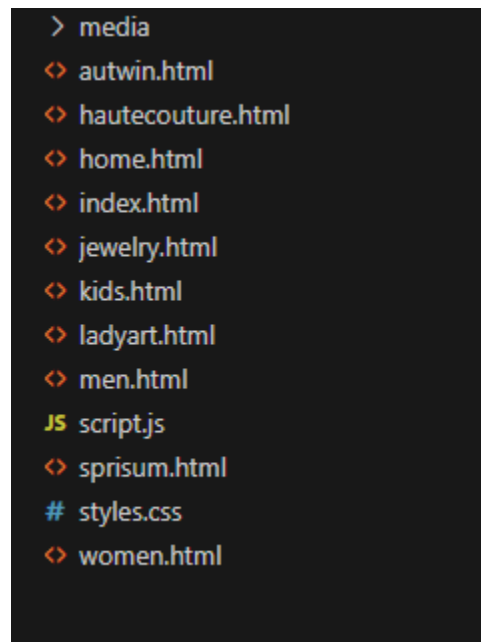 > media
<> autwin.html
<> hautecouture.html
<> home.html
<> index.html
<> jewelry.html
<> kids.html
<> ladyart.html
<> men.html
JS script.js
<> sprisum.html
# styles.css
<> women.html